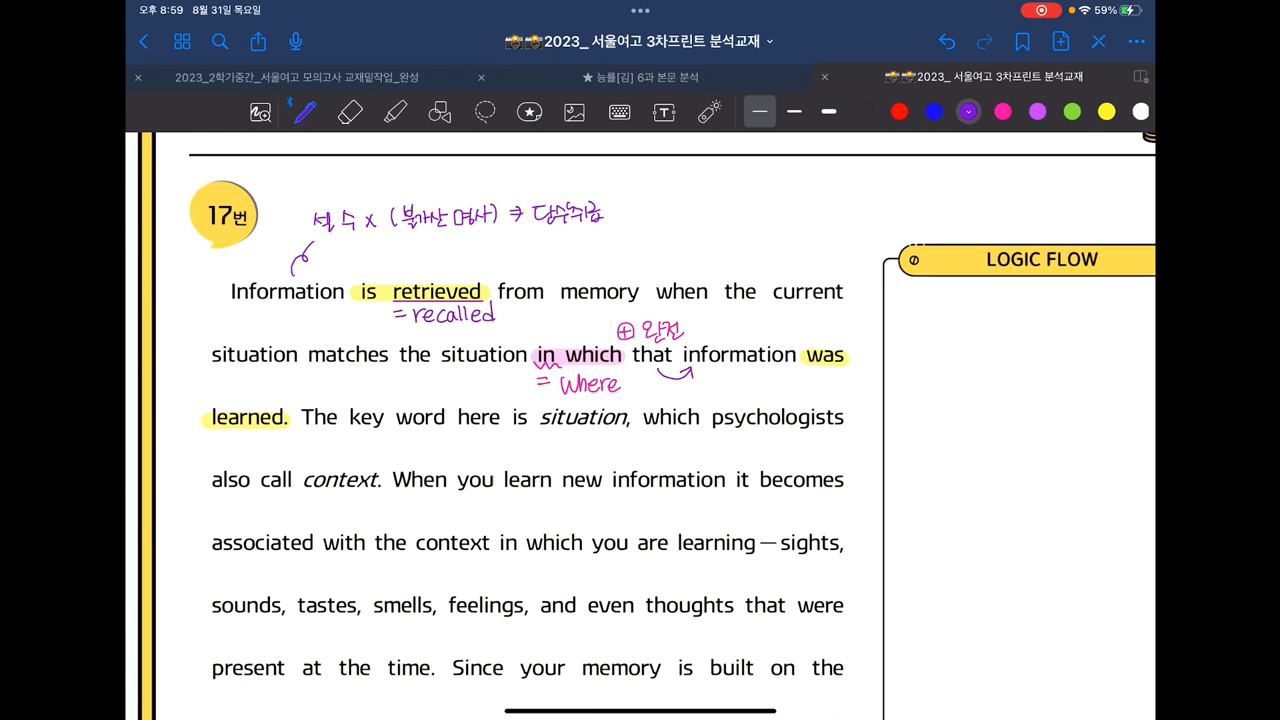 오후 8:59 8월 31일 목요일
59%
2023_ 서울여고 3차프린트 분석교재
2023_2학기중간_서울여고 모의고사 교재밑작업_완성
★ 능률[김] 6과 본문 분석
2023_ 서울여고 3차프린트 분석교재
17번
셀 수 x (불가산 명사) → 단수취급
LOGIC FLOW
Information is retrieved from memory when the current
= recalled
⊕ 완전
situation matches the situation in which that information was
= where
learned. The key word here is situation, which psychologists
also call context. When you learn new information it becomes
associated with the context in which you are learning—sights,
sounds, tastes, smells, feelings, and even thoughts that were
present at the time. Since your memory is built on the